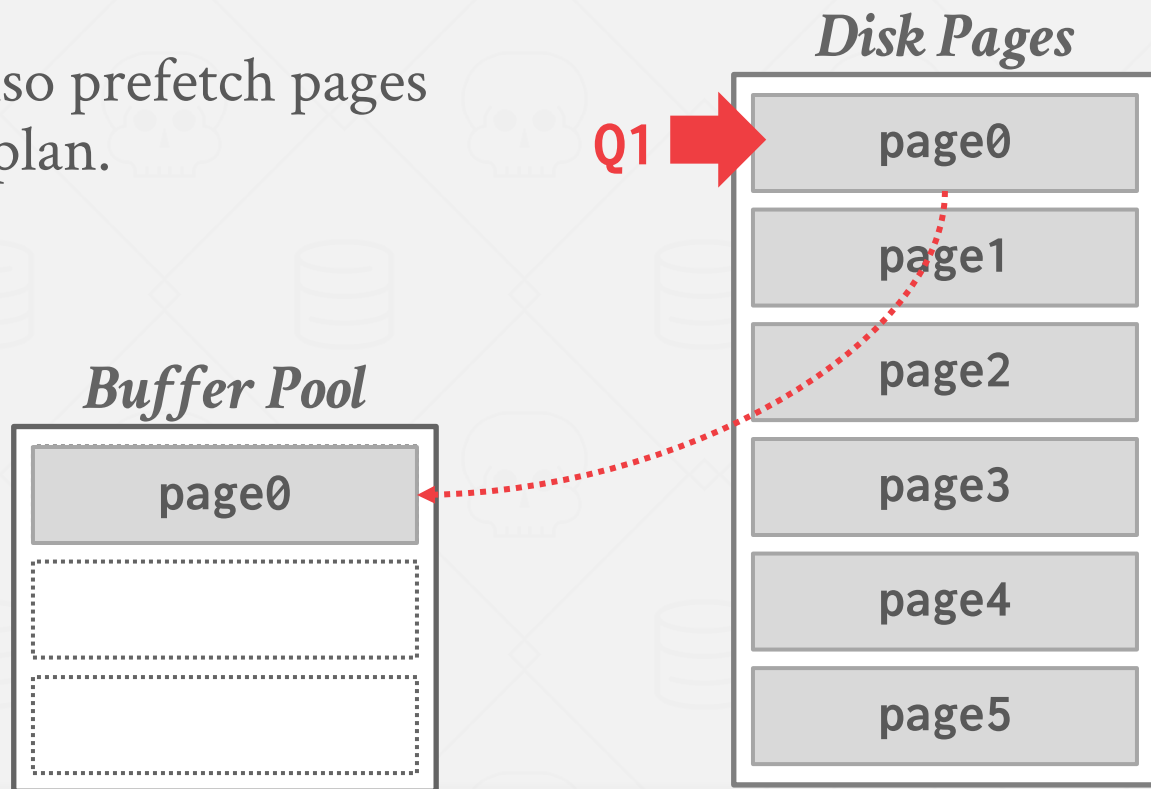 so prefetch pages
plan.
Disk Pages
Q1
page0
page1
page2
page3
page4
page5
Buffer Pool
page0